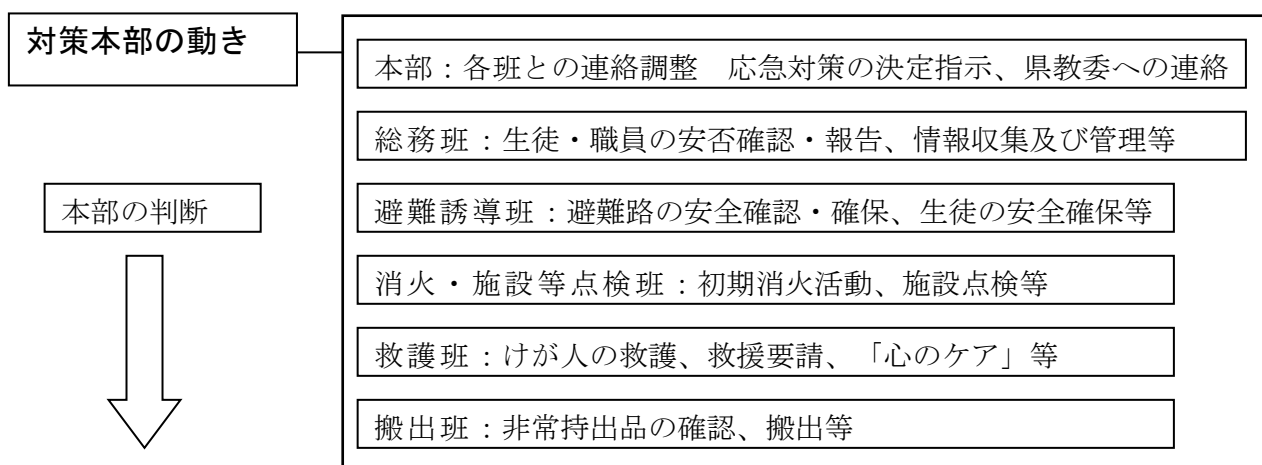 対策本部の動き
本部：各班との連絡調整　応急対策の決定指示、県教委への連絡
総務班：生徒・職員の安否確認・報告、情報収集及び管理等
本部の判断
避難誘導班：避難路の安全確認・確保、生徒の安全確保等
消火・施設等点検班：初期消火活動、施設点検等
救護班：けが人の救護、救援要請、「心のケア」等
搬出班：非常持出品の確認、搬出等